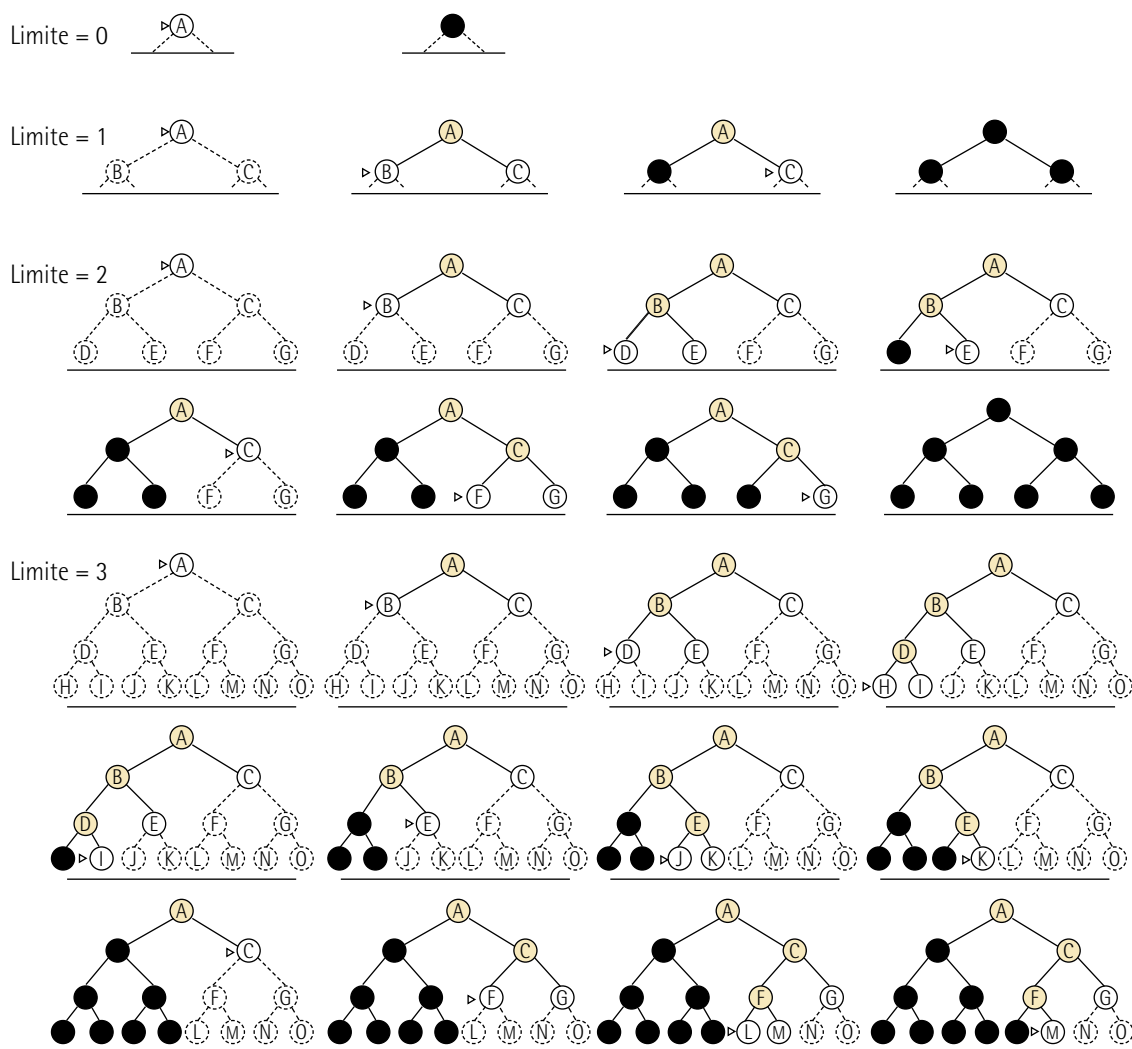 Limite = 0 A
Limite = 1 A A A
B C B C C
Limite = 2 A A A A
B C B C B C B C
D E F G D E F G D E F G E F G
A A A
C C C
F G F G G
Limite = 3 A A A A
B C B C B C B C
D E F G D E F G D E F G D E F G
H I J K L M N O H I J K L M N O H I J K L M N O H I J K L M N O
A A A A
B C B C B C B C
D E F G E F G E F G E F G
I J K L M N O J K L M N O J K L M N O K L M N O
A A A A
C C C C
F G F G F G F G
L M N O L M N O L M N O M N O